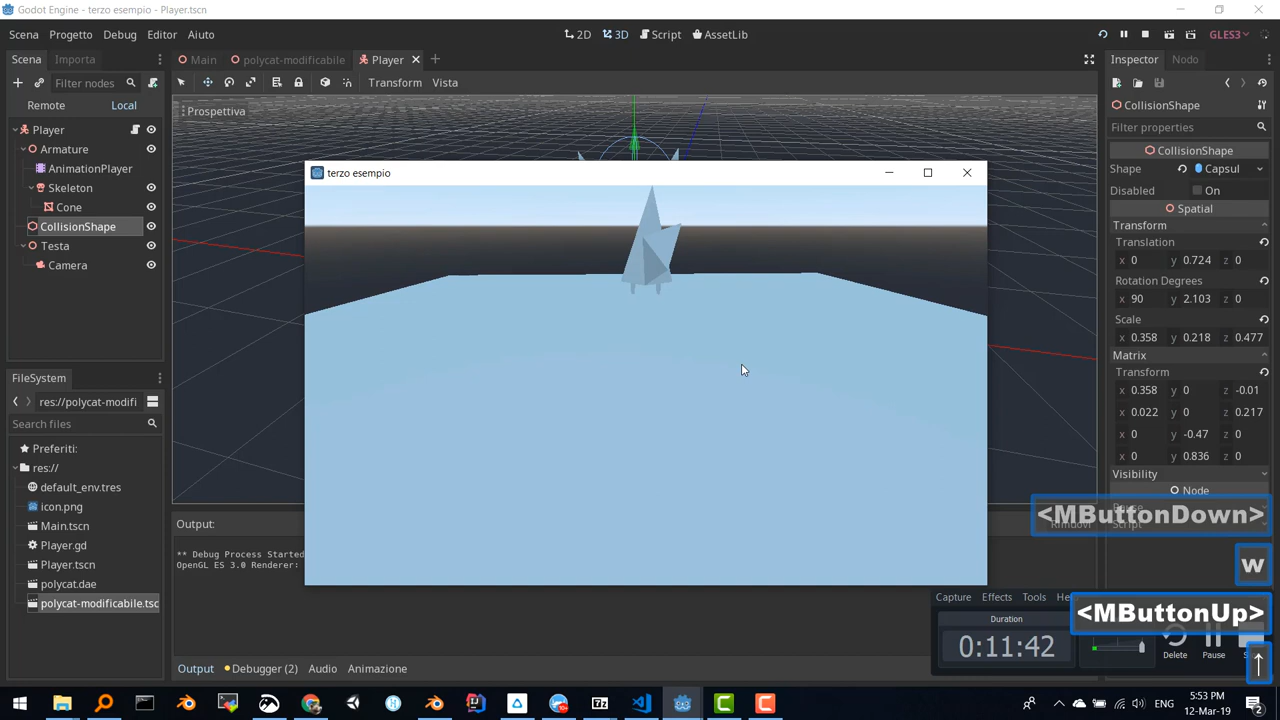 Godot Engine - terzo esempio - Player.tscn
Scena Progetto Debug Editor Aiuto
2D 3D Script AssetLib
GLES3
Scena Importa
Main polycat-modificabile Player
Inspector Nodo
Filter nodes
Transform Vista
Remote Local
CollisionShape
Prospettiva
Filter properties
Player
Armature
AnimationPlayer
Skeleton
Cone
CollisionShape
Testa
Camera
terzo esempio
CollisionShape
Shape Capsul
Disabled On
Spatial
Transform
Translation
x 0 y 0.724 z 0
Rotation Degrees
x 90 y 2.103 z 0
Scale
x 0.358 y 0.218 z 0.477
Matrix
Transform
x 0.358 y 0 z -0.01
x 0.022 y 0 z 0.217
x 0 y -0.47 z 0
x 0 y 0.836 z 0
Visibility
Node
Script
FileSystem
res://polycat-modifi
Search files
Preferiti:
res://
default_env.tres
icon.png
Main.tscn
Player.gd
Player.tscn
polycat.dae
polycat-modificabile.tsc
Output:
** Debug Process Started
OpenGL ES 3.0 Renderer:
Output Debugger (2) Audio Animazione
<MButtonDown>
w
<MButtonUp>
↑
Capture Effects Tools He
Duration
0:11:42
Delete Pause
ENG
5:53 PM
12-Mar-19
2